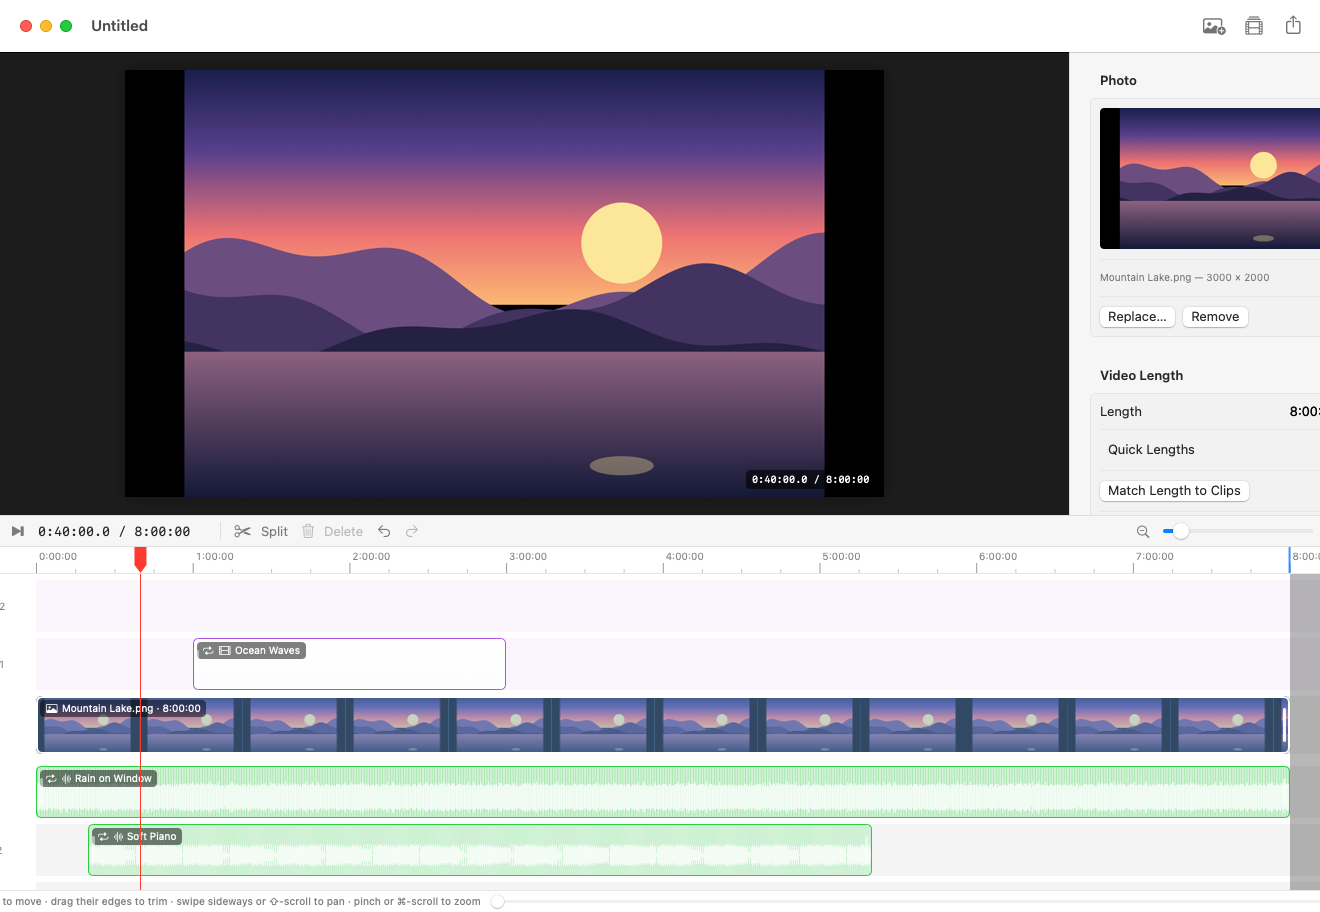 Untitled
Photo
Mountain Lake.png — 3000 × 2000
Replace... Remove
Video Length
Length 8:00:
Quick Lengths
0:40:00.0 / 8:00:00
Match Length to Clips
0:40:00.0 / 8:00:00 Split Delete
0:00:00 1:00:00 2:00:00 3:00:00 4:00:00 5:00:00 6:00:00 7:00:00 8:00:0
2
1 Ocean Waves
Mountain Lake.png · 8:00:00
Rain on Window
2 Soft Piano
to move · drag their edges to trim · swipe sideways or ⇧-scroll to pan · pinch or ⌘-scroll to zoom